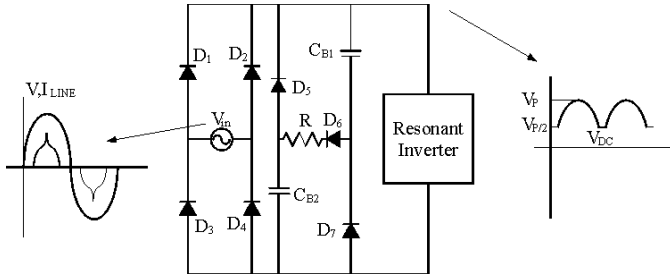 V,I LINE
D1
D2
Vin
D3
D4
D5
R
D6
CB1
CB2
D7
Resonant
Inverter
VP
VP/2
VDC